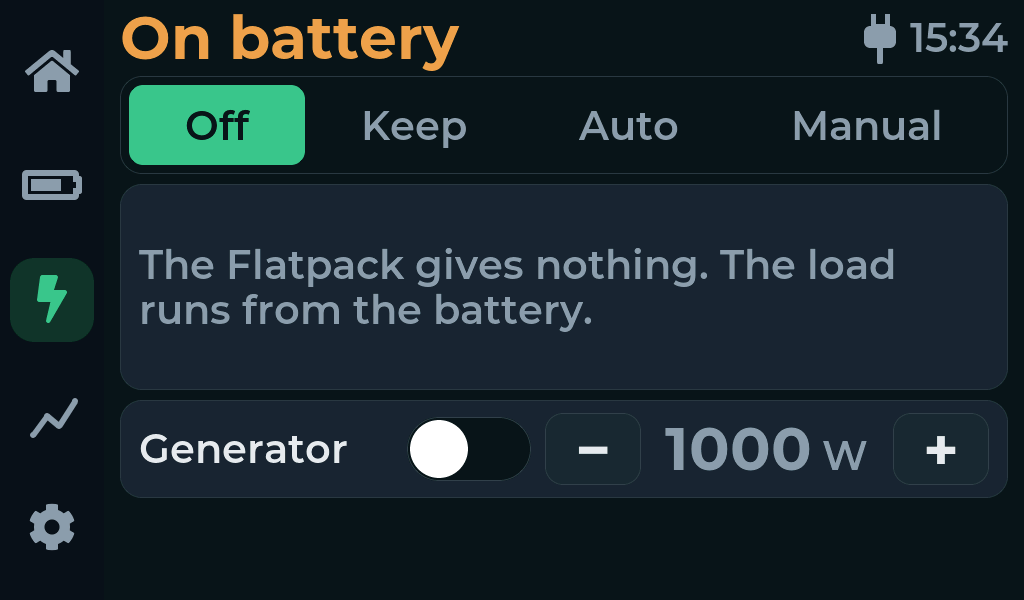 On battery
15:34
Off Keep Auto Manual
The Flatpack gives nothing. The load
runs from the battery.
Generator − 1000 W +